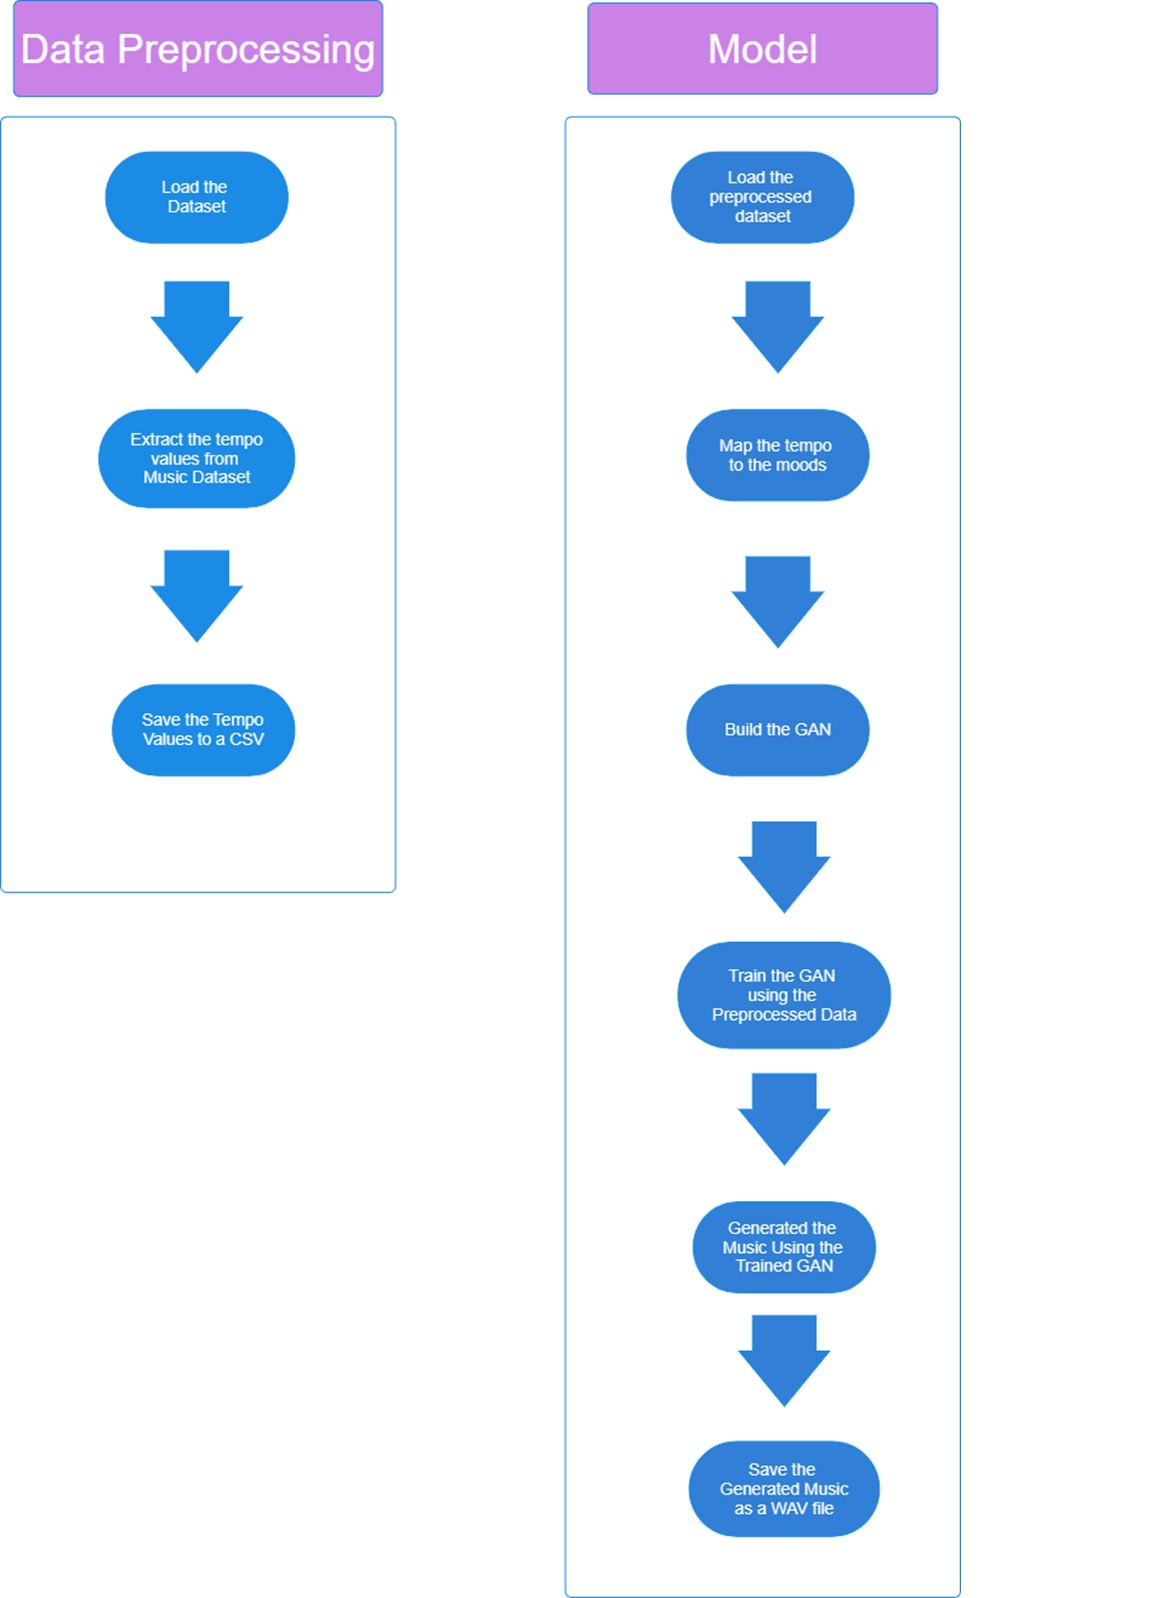 Data Preprocessing
Load the
Dataset
Extract the tempo
values from
Music Dataset
Save the Tempo
Values to a CSV
Model
Load the
preprocessed
dataset
Map the tempo
to the moods
Build the GAN
Train the GAN
using the
Preprocessed Data
Generated the
Music Using the
Trained GAN
Save the
Generated Music
as a WAV file